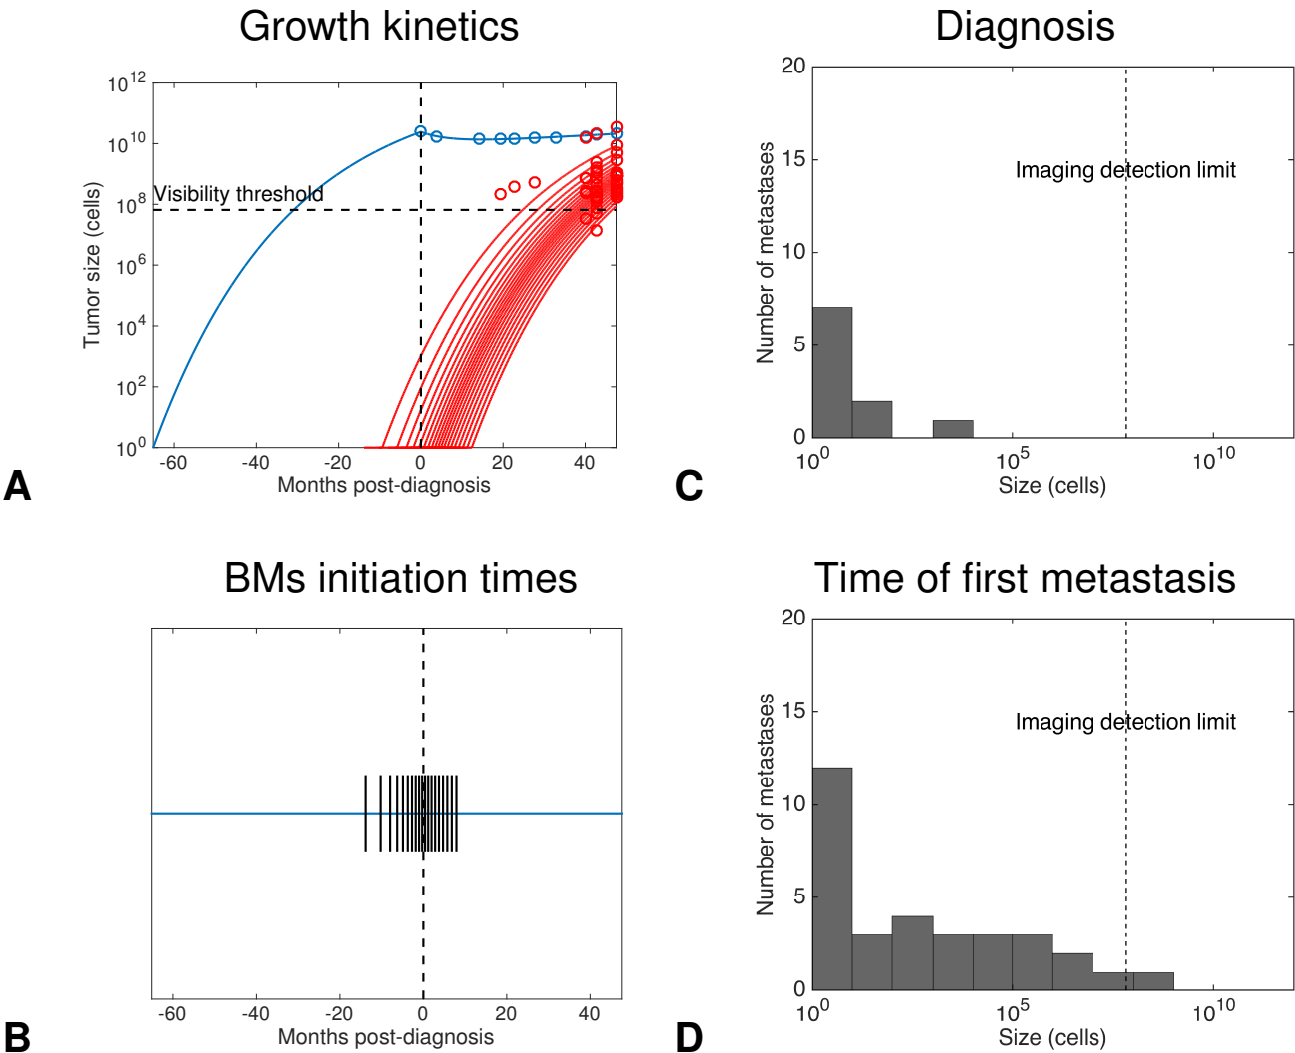 Growth kinetics
10^12
10^10
10^8
10^6
10^4
10^2
10^0
Tumor size (cells)
Visibility threshold
-60
-40
-20
0
20
40
Months post-diagnosis
A
Diagnosis
20
15
10
5
0
Number of metastases
Imaging detection limit
10^0
10^5
10^10
Size (cells)
C
BMs initiation times
-60
-40
-20
0
20
40
Months post-diagnosis
B
Time of first metastasis
20
15
10
5
0
Number of metastases
Imaging detection limit
10^0
10^5
10^10
Size (cells)
D